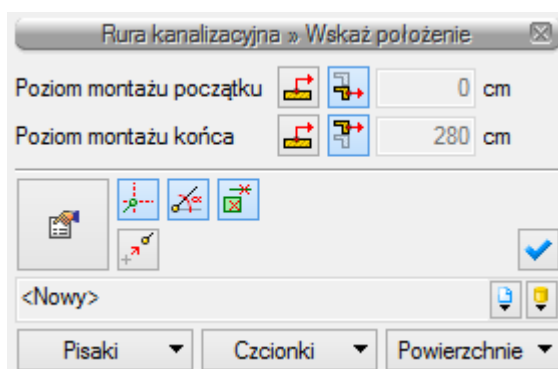 Rura kanalizacyjna » Wskaż położenie
Poziom montażu początku 0 cm
Poziom montażu końca 280 cm
<Nowy>
Pisaki Czcionki Powierzchnie